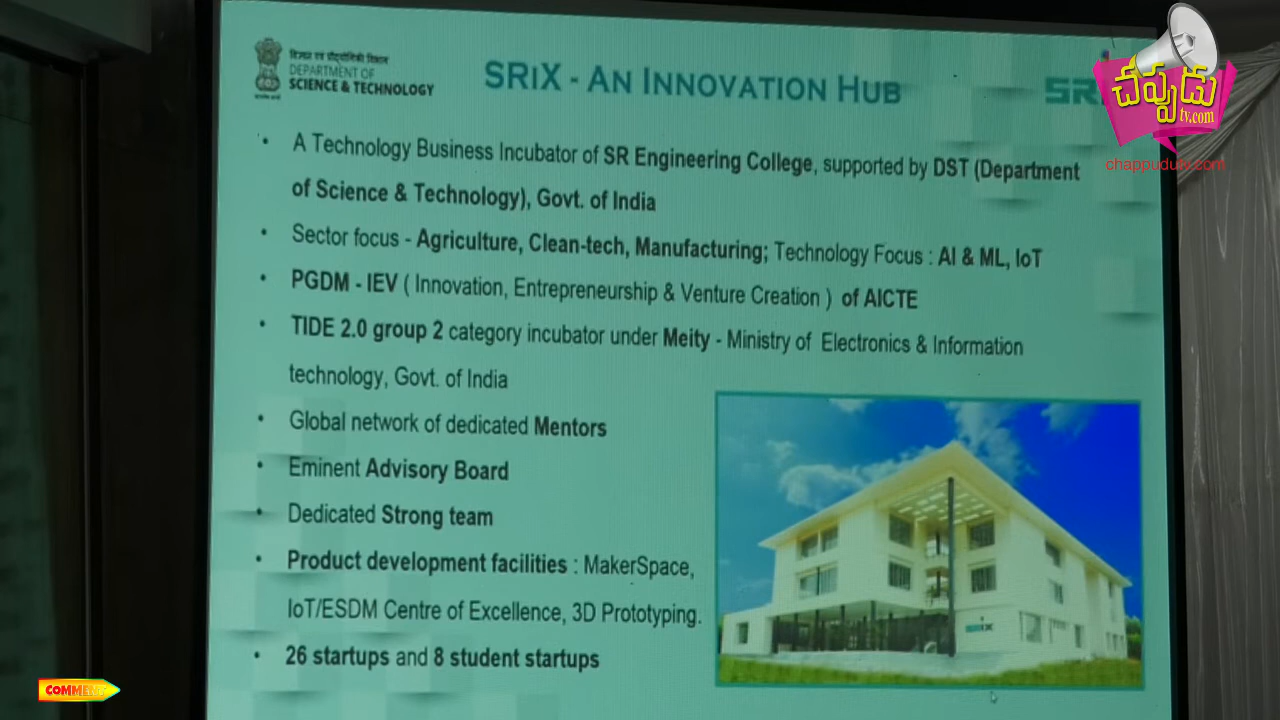 विज्ञान एवं प्रौद्योगिकी विभाग
DEPARTMENT OF
SCIENCE & TECHNOLOGY
SRiX - AN INNOVATION HUB
SRi
చప్పుడు
tv.com
chappudutv.com
• A Technology Business Incubator of SR Engineering College, supported by DST (Department
of Science & Technology), Govt. of India
• Sector focus - Agriculture, Clean-tech, Manufacturing; Technology Focus : AI & ML, IoT
• PGDM - IEV ( Innovation, Entrepreneurship & Venture Creation ) of AICTE
• TIDE 2.0 group 2 category incubator under Meity - Ministry of Electronics & Information
technology, Govt. of India
• Global network of dedicated Mentors
• Eminent Advisory Board
• Dedicated Strong team
• Product development facilities : MakerSpace,
IoT/ESDM Centre of Excellence, 3D Prototyping.
• 26 startups and 8 student startups
SRiX
COMMENT